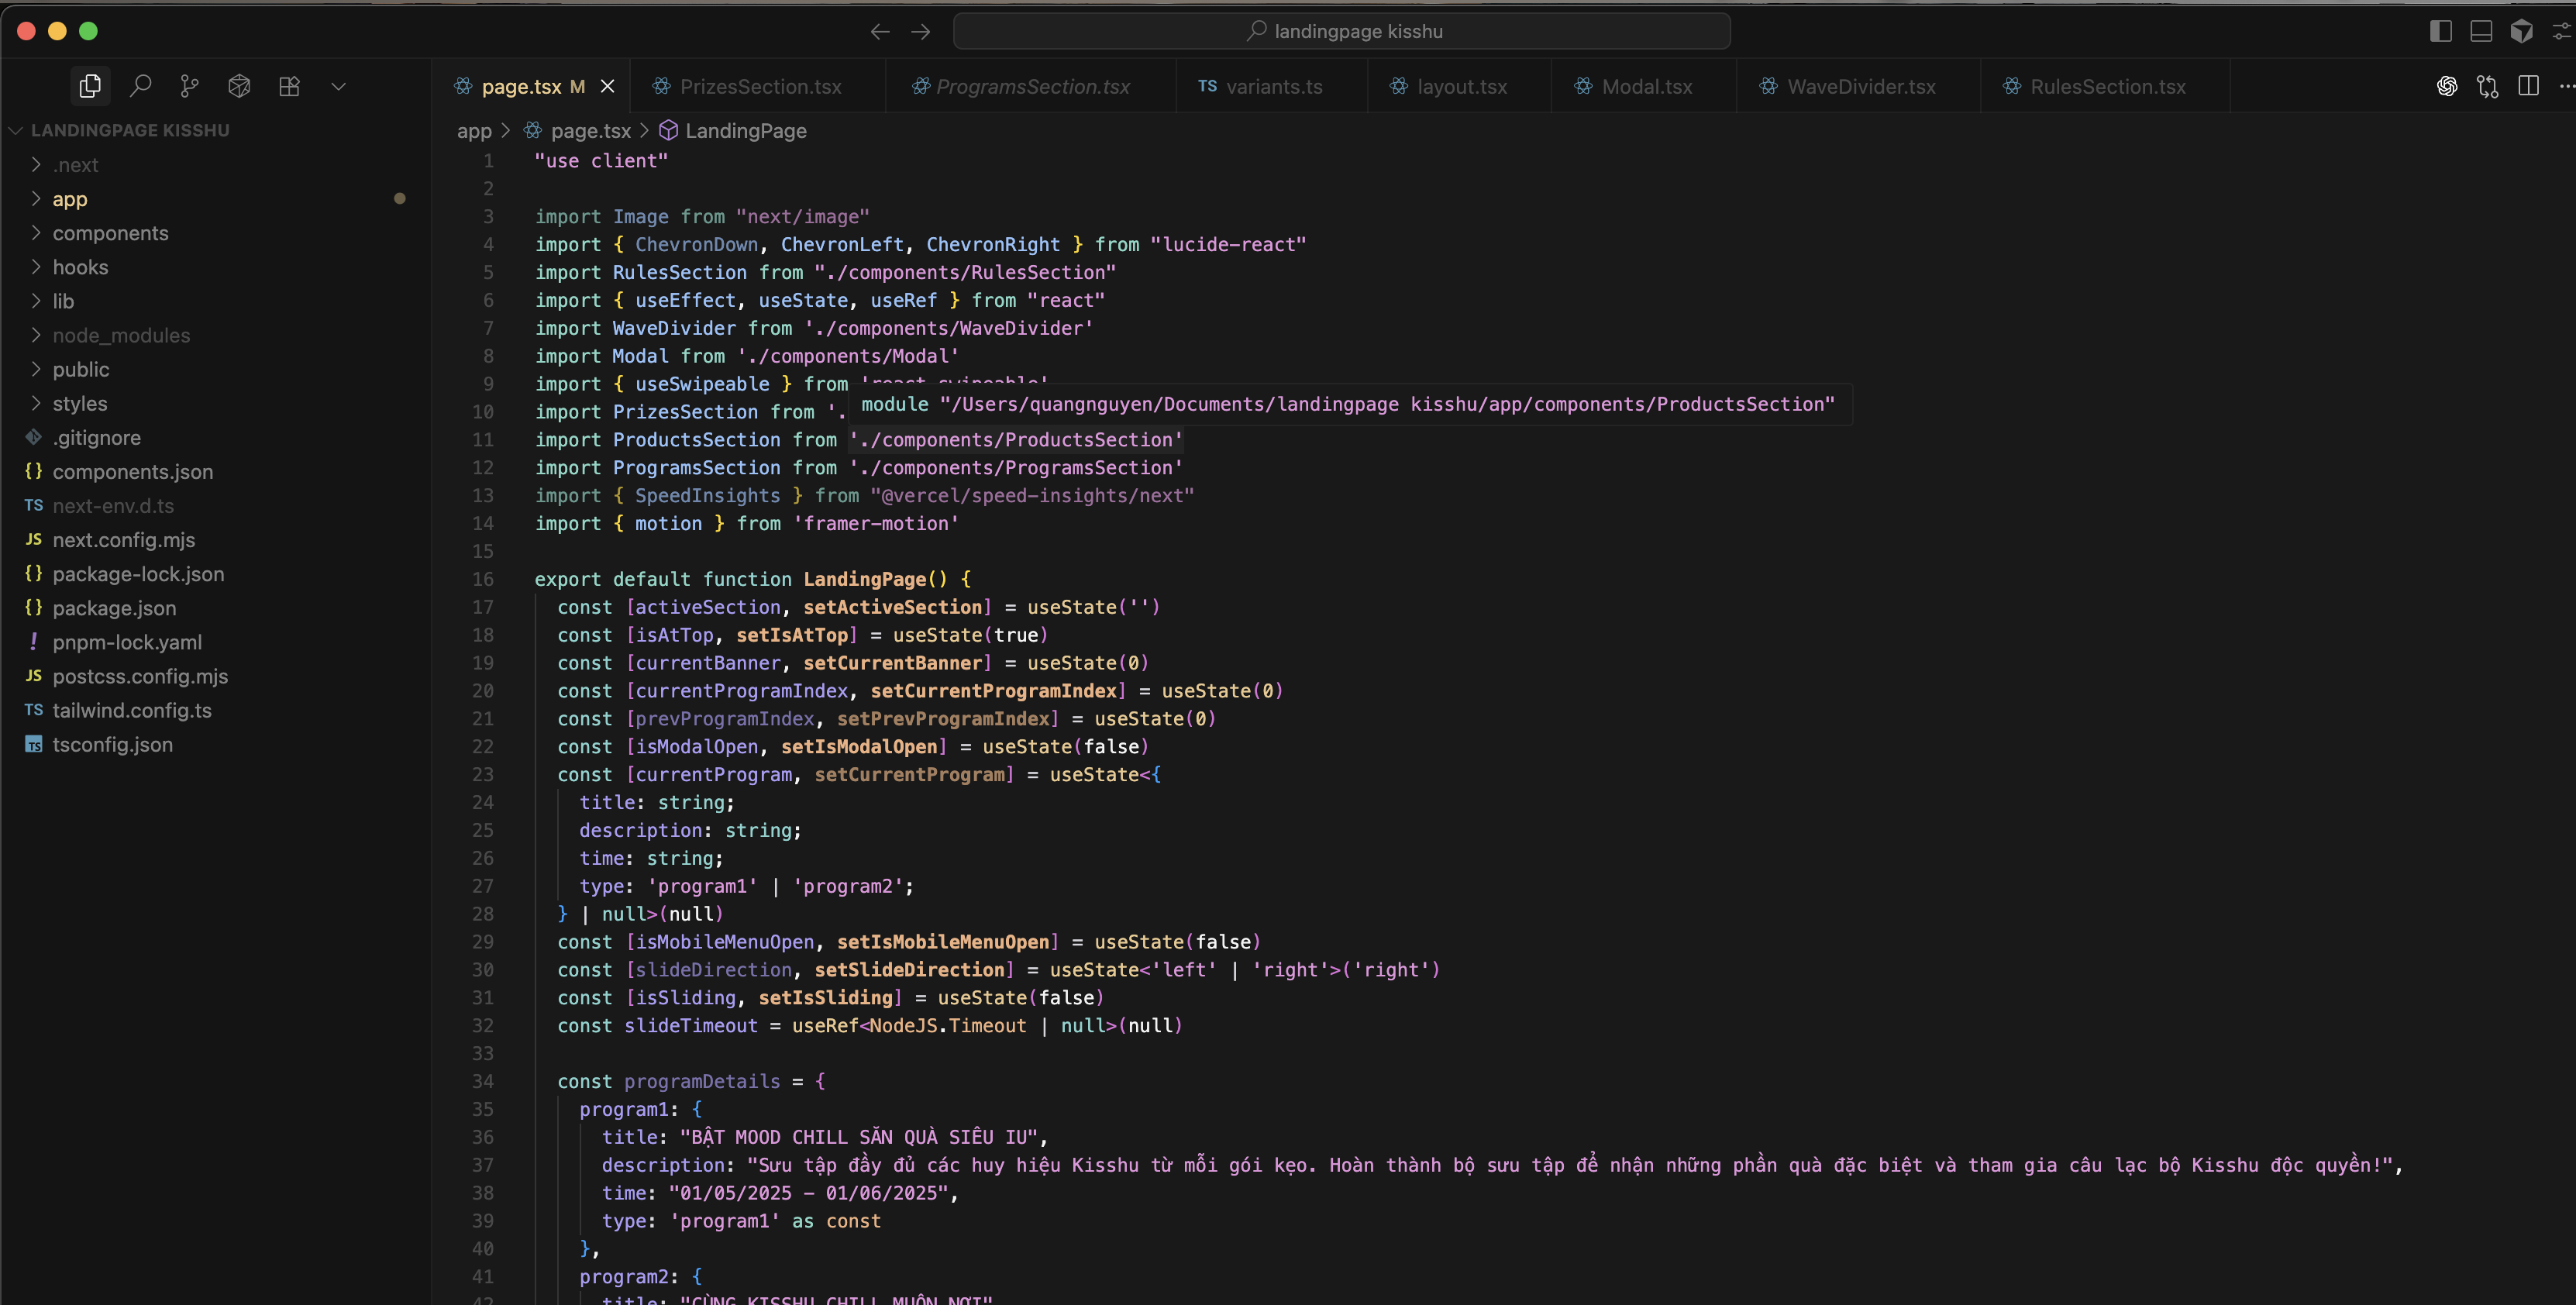 landingpage kisshu
page.tsx M
PrizesSection.tsx
ProgramsSection.tsx
TS variants.ts
layout.tsx
Modal.tsx
WaveDivider.tsx
RulesSection.tsx
LANDINGPAGE KISSHU
.next
app
components
hooks
lib
node_modules
public
styles
.gitignore
{} components.json
TS next-env.d.ts
JS next.config.mjs
{} package-lock.json
{} package.json
! pnpm-lock.yaml
JS postcss.config.mjs
TS tailwind.config.ts
TS tsconfig.json
app > page.tsx > LandingPage
1 "use client"
2
3 import Image from "next/image"
4 import { ChevronDown, ChevronLeft, ChevronRight } from "lucide-react"
5 import RulesSection from "./components/RulesSection"
6 import { useEffect, useState, useRef } from "react"
7 import WaveDivider from './components/WaveDivider'
8 import Modal from './components/Modal'
9 import { useSwipeable } from 'react-swipeable'
10 import PrizesSection from '.
module "/Users/quangnguyen/Documents/landingpage kisshu/app/components/ProductsSection"
11 import ProductsSection from './components/ProductsSection'
12 import ProgramsSection from './components/ProgramsSection'
13 import { SpeedInsights } from "@vercel/speed-insights/next"
14 import { motion } from 'framer-motion'
15
16 export default function LandingPage() {
17 const [activeSection, setActiveSection] = useState('')
18 const [isAtTop, setIsAtTop] = useState(true)
19 const [currentBanner, setCurrentBanner] = useState(0)
20 const [currentProgramIndex, setCurrentProgramIndex] = useState(0)
21 const [prevProgramIndex, setPrevProgramIndex] = useState(0)
22 const [isModalOpen, setIsModalOpen] = useState(false)
23 const [currentProgram, setCurrentProgram] = useState<{
24 title: string;
25 description: string;
26 time: string;
27 type: 'program1' | 'program2';
28 } | null>(null)
29 const [isMobileMenuOpen, setIsMobileMenuOpen] = useState(false)
30 const [slideDirection, setSlideDirection] = useState<'left' | 'right'>('right')
31 const [isSliding, setIsSliding] = useState(false)
32 const slideTimeout = useRef<NodeJS.Timeout | null>(null)
33
34 const programDetails = {
35 program1: {
36 title: "BẬT MOOD CHILL SĂN QUÀ SIÊU IU",
37 description: "Sưu tập đầy đủ các huy hiệu Kisshu từ mỗi gói kẹo. Hoàn thành bộ sưu tập để nhận những phần quà đặc biệt và tham gia câu lạc bộ Kisshu độc quyền!",
38 time: "01/05/2025 - 01/06/2025",
39 type: 'program1' as const
40 },
41 program2: {
42 title: "CÙNG KISSHU CHILL MUÔN NƠI"